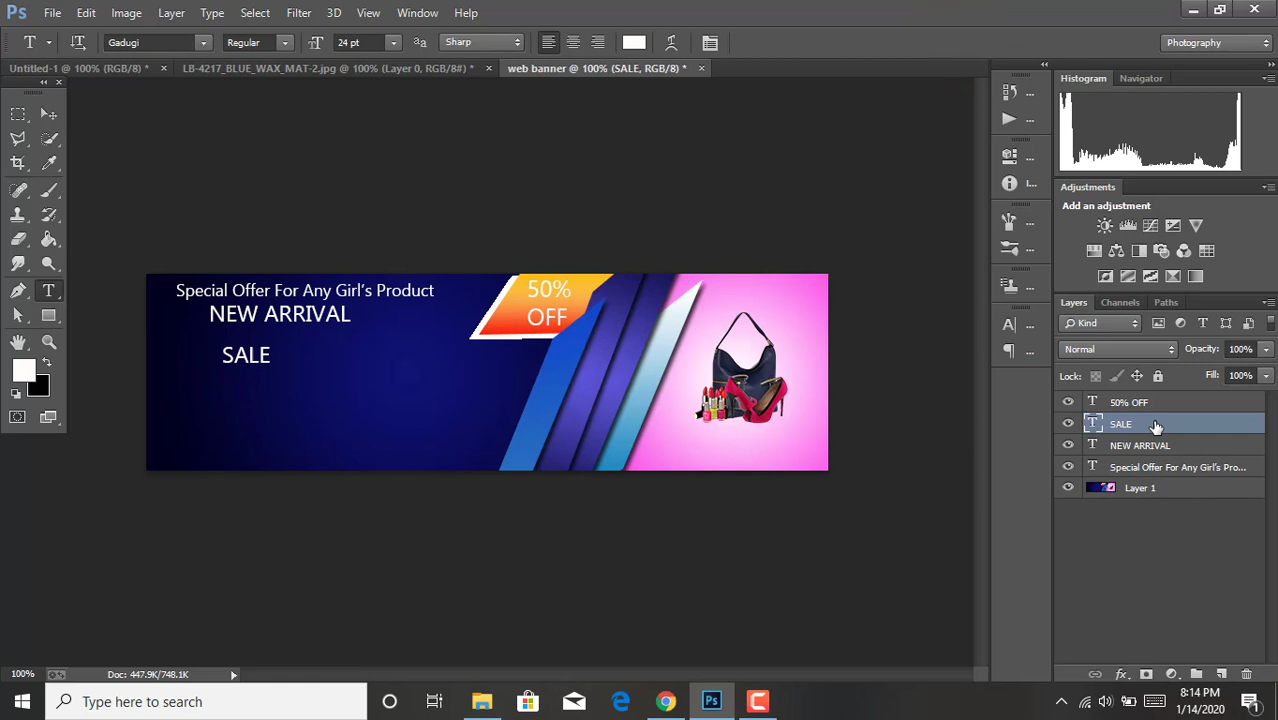 Ps File Edit Image Layer Type Select Filter 3D View Window Help
T Gadugi Regular 24 pt aa Sharp Photography
Untitled-1 @ 100% (RGB/8) * LB-4217_BLUE_WAX_MAT-2.jpg @ 100% (Layer 0, RGB/8#) * web banner @ 100% (SALE, RGB/8) *
Histogram Navigator
Adjustments
Add an adjustment
Layers Channels Paths
Kind
Normal Opacity: 100%
Lock: Fill: 100%
T 50% OFF
T SALE
T NEW ARRIVAL
T Special Offer For Any Girl's Pro...
Layer 1
Special Offer For Any Girl's Product
NEW ARRIVAL
SALE
50%
OFF
100% Doc: 447.9K/748.1K
Type here to search
Ps
8:14 PM
1/14/2020
1